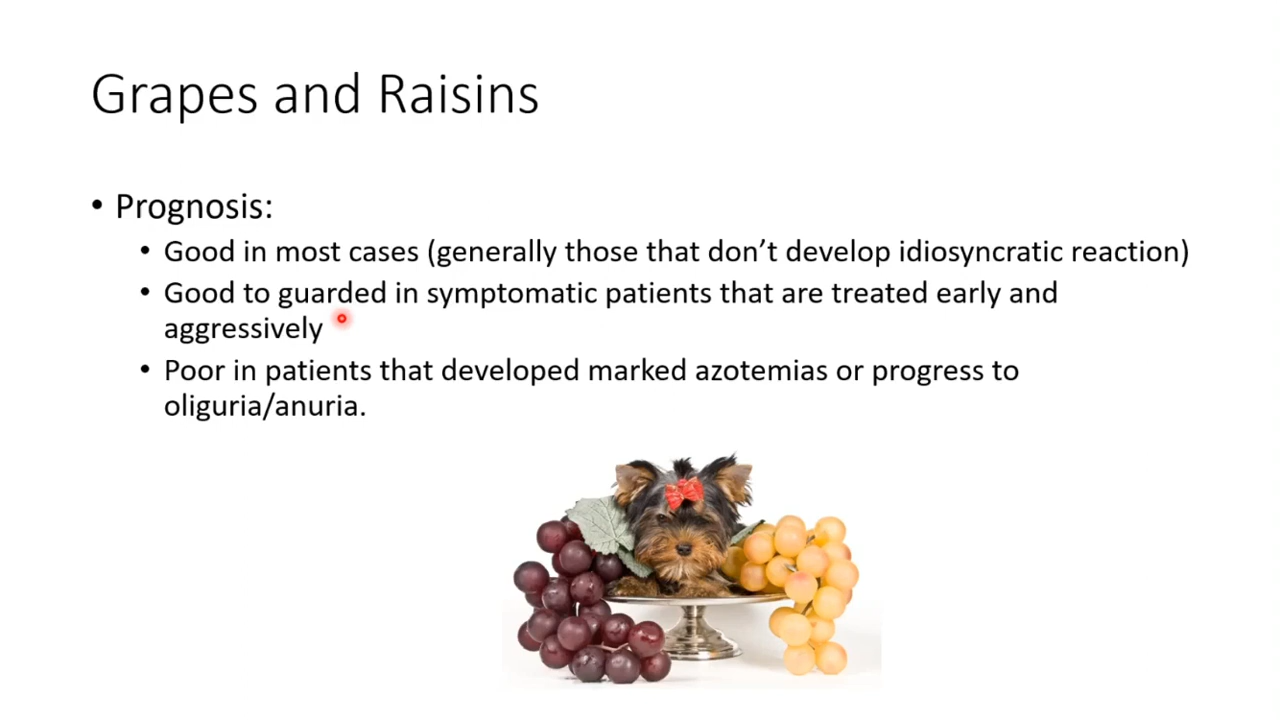 Grapes and Raisins
• Prognosis:
• Good in most cases (generally those that don’t develop idiosyncratic reaction)
• Good to guarded in symptomatic patients that are treated early and
aggressively
• Poor in patients that developed marked azotemias or progress to
oliguria/anuria.